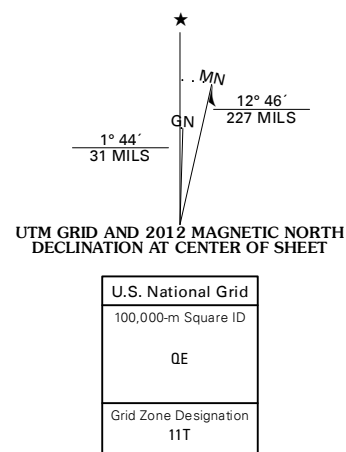 ★
MN
GN
12° 46´
227 MILS
1° 44´
31 MILS
UTM GRID AND 2012 MAGNETIC NORTH
DECLINATION AT CENTER OF SHEET
U.S. National Grid
100,000-m Square ID
QE
Grid Zone Designation
11T